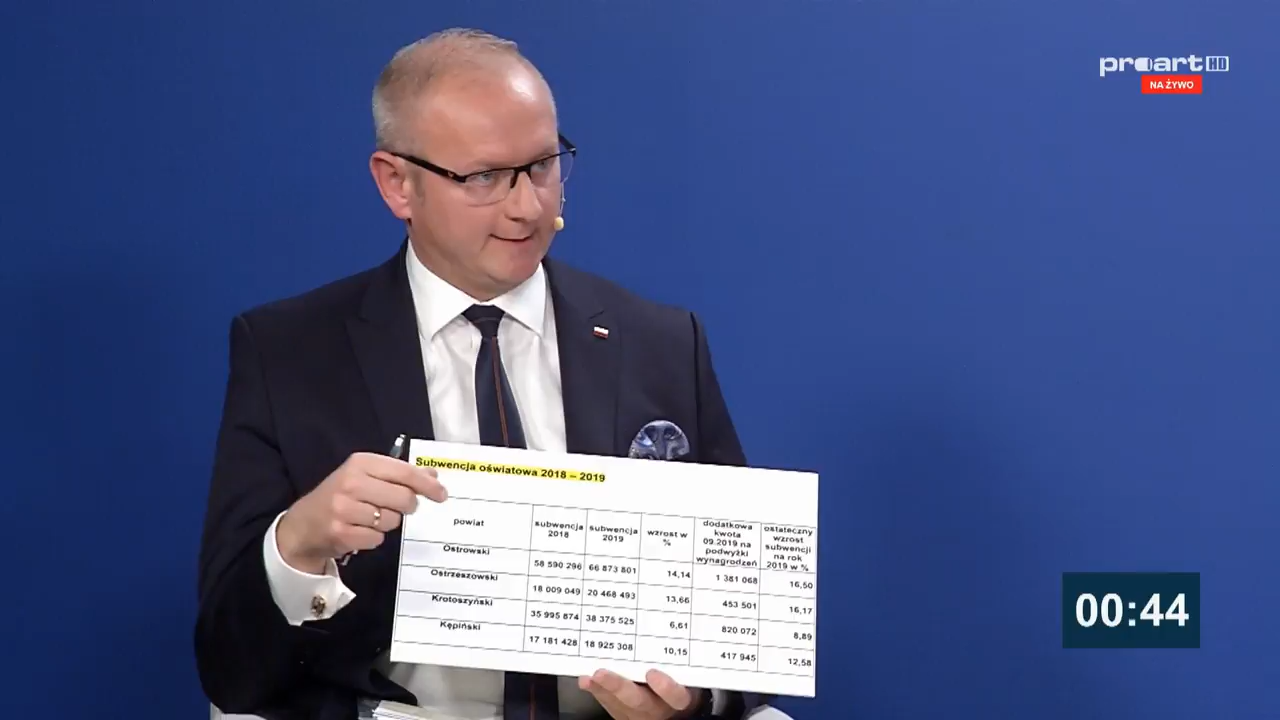 proart HD
NA ŻYWO
Subwencja oświatowa 2018 – 2019
powiat
subwencja
2018
subwencja
2019
wzrost w
%
dodatkowa
kwota
09.2019 na
podwyżki
wynagrodzeń
ostateczny
wzrost
subwencji
na rok
2019 w %
Ostrowski
58 590 296 66 873 801 14,14 1 381 068 16,50
Ostrzeszowski
18 009 049 20 468 493 13,66 453 501 16,17
Krotoszyński
35 995 874 38 375 525 6,61 820 072 8,89
Kępiński
17 181 428 18 925 308 10,15 417 945 12,58
00:44